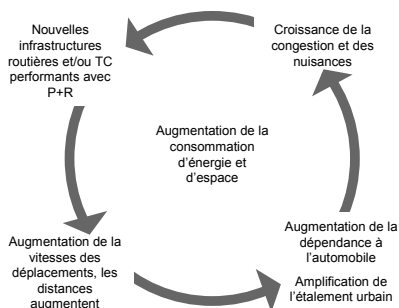 Nouvelles
infrastructures
routières et/ou TC
performants avec
P+R
Croissance de la
congestion et des
nuisances
Augmentation de la
consommation
d'énergie et
d'espace
Augmentation de la
vitesses des
déplacements, les
distances
augmentent
Augmentation de la
dépendance à
l'automobile
Amplification de
l'étalement urbain